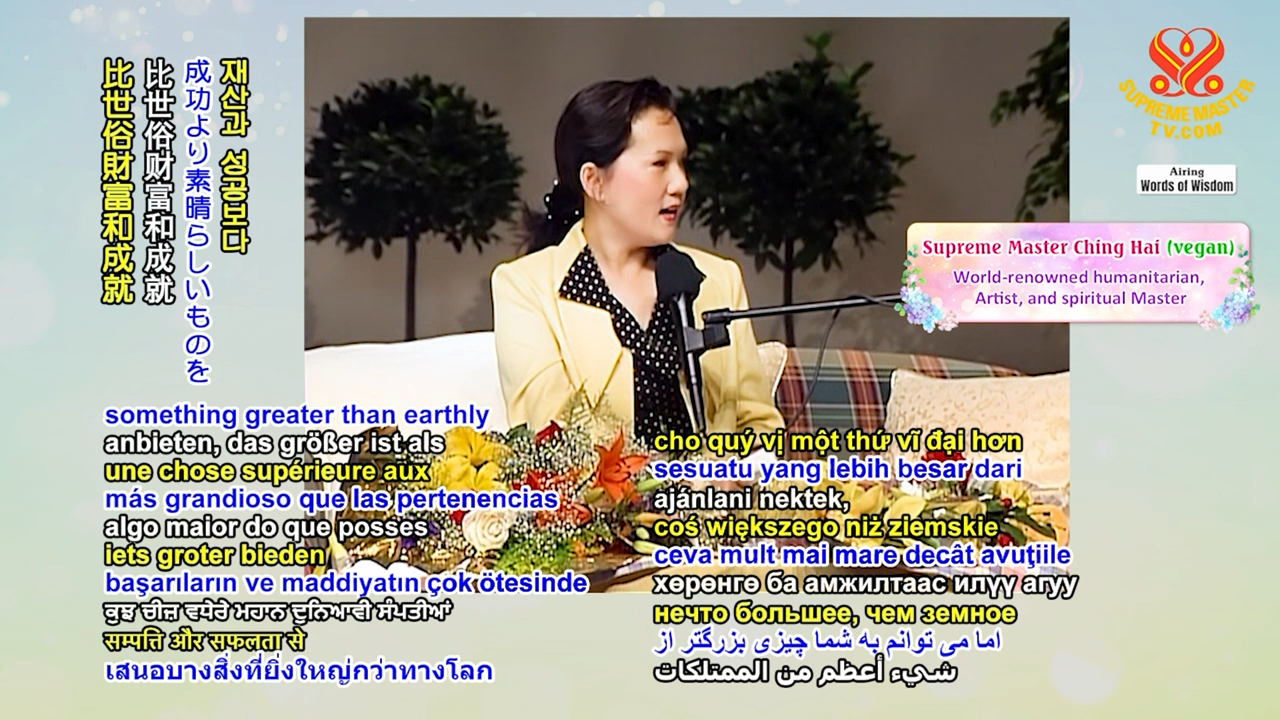 재산과 성공보다
成功より素晴らしいものを
比世俗财富和成就
比世俗財富和成就
something greater than earthly
anbieten, das größer ist als
une chose supérieure aux
más grandioso que las pertenencias
algo maior do que posses
iets groter bieden
başarıların ve maddiyatın çok ötesinde
ਕੁਝ ਚੀਜ਼ ਵਧੇਰੇ ਮਹਾਨ ਦੁਨਿਆਵੀ ਸੰਪਤੀਆਂ
सम्पत्ति और सफलता से
เสนอบางสิ่งที่ยิ่งใหญ่กว่าทางโลก
cho quý vị một thứ vĩ đại hơn
sesuatu yang lebih besar dari
ajánlani nektek,
coś większego niż ziemskie
ceva mult mai mare decât avuţiile
хөрөнгө ба амжилтаас илүү агуу
нечто большее, чем земное
اما می توانم به شما چیزی بزرگتر از
شيء أعظم من الممتلكات
SUPREME MASTER
TV.COM
Airing
Words of Wisdom
Supreme Master Ching Hai (vegan)
World-renowned humanitarian,
Artist, and spiritual Master